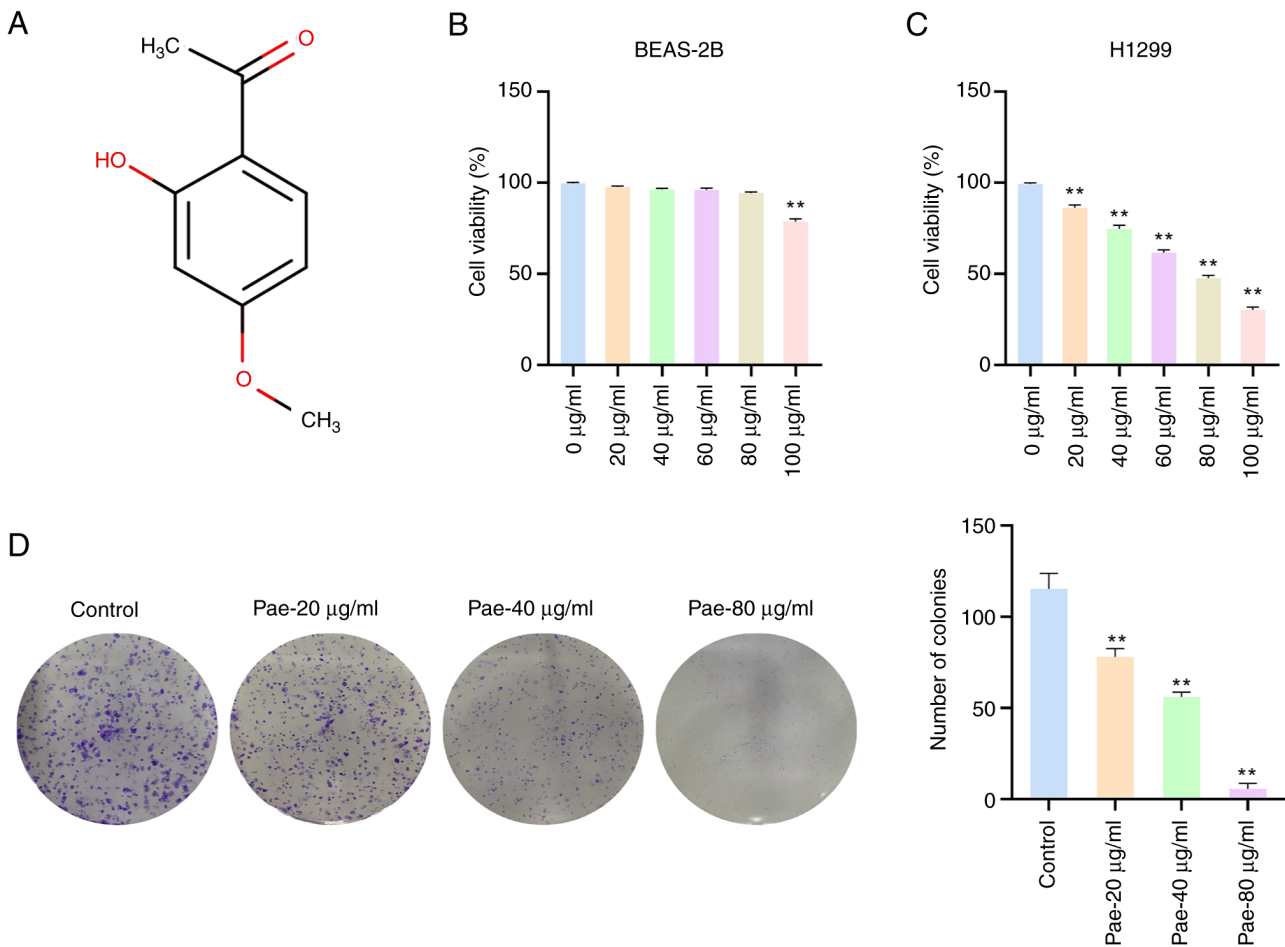 A
H₃C
O
HO
O
CH₃
B
BEAS-2B
Cell viability (%)
150
100
50
0
**
0 μg/ml
20 μg/ml
40 μg/ml
60 μg/ml
80 μg/ml
100 μg/ml
C
H1299
Cell viability (%)
150
100
50
0
**
**
**
**
**
0 μg/ml
20 μg/ml
40 μg/ml
60 μg/ml
80 μg/ml
100 μg/ml
D
Control
Pae-20 μg/ml
Pae-40 μg/ml
Pae-80 μg/ml
Number of colonies
150
100
50
0
**
**
**
Control
Pae-20 μg/ml
Pae-40 μg/ml
Pae-80 μg/ml